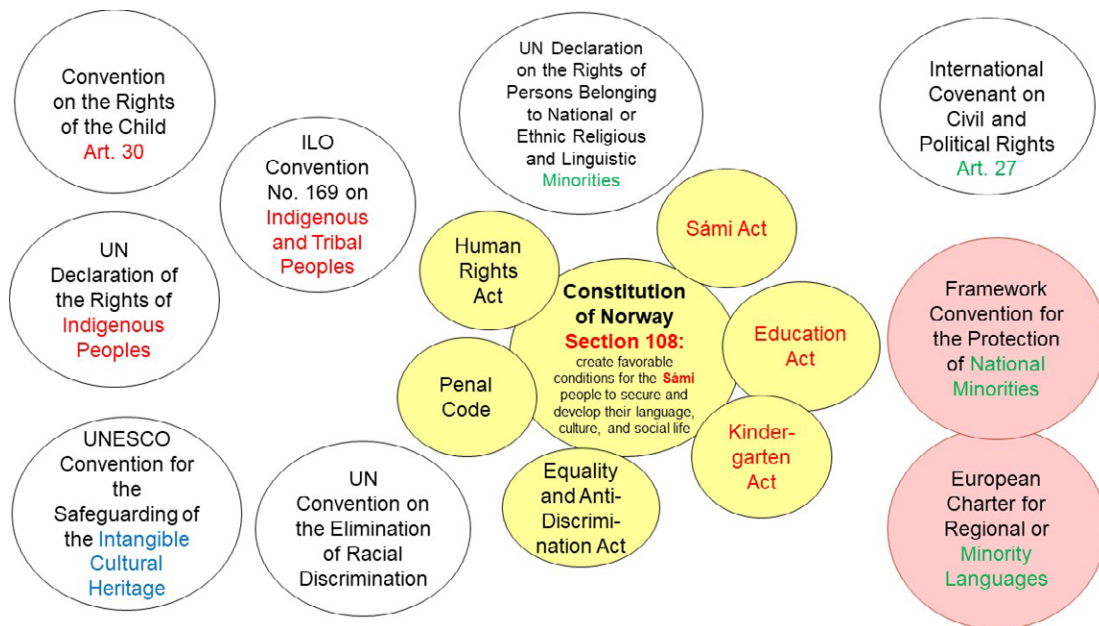 Convention
on the Rights
of the Child
Art. 30
ILO
Convention
No. 169 on
Indigenous
and Tribal
Peoples
UN Declaration
on the Rights of
Persons Belonging
to National or
Ethnic Religious
and Linguistic
Minorities
International
Covenant on
Civil and
Political Rights
Art. 27
UN
Declaration of
the Rights of
Indigenous
Peoples
Human
Rights
Act
Sámi Act
Constitution
of Norway
Section 108:
create favorable
conditions for the Sámi
people to secure and
develop their language,
culture, and social life
Education
Act
Framework
Convention for
the Protection
of National
Minorities
Penal
Code
Kinder-
garten
Act
UNESCO
Convention for
the
Safeguarding of
the Intangible
Cultural
Heritage
UN
Convention on
the Elimination
of Racial
Discrimination
Equality
and Anti-
Discrimi-
nation Act
European
Charter for
Regional or
Minority
Languages